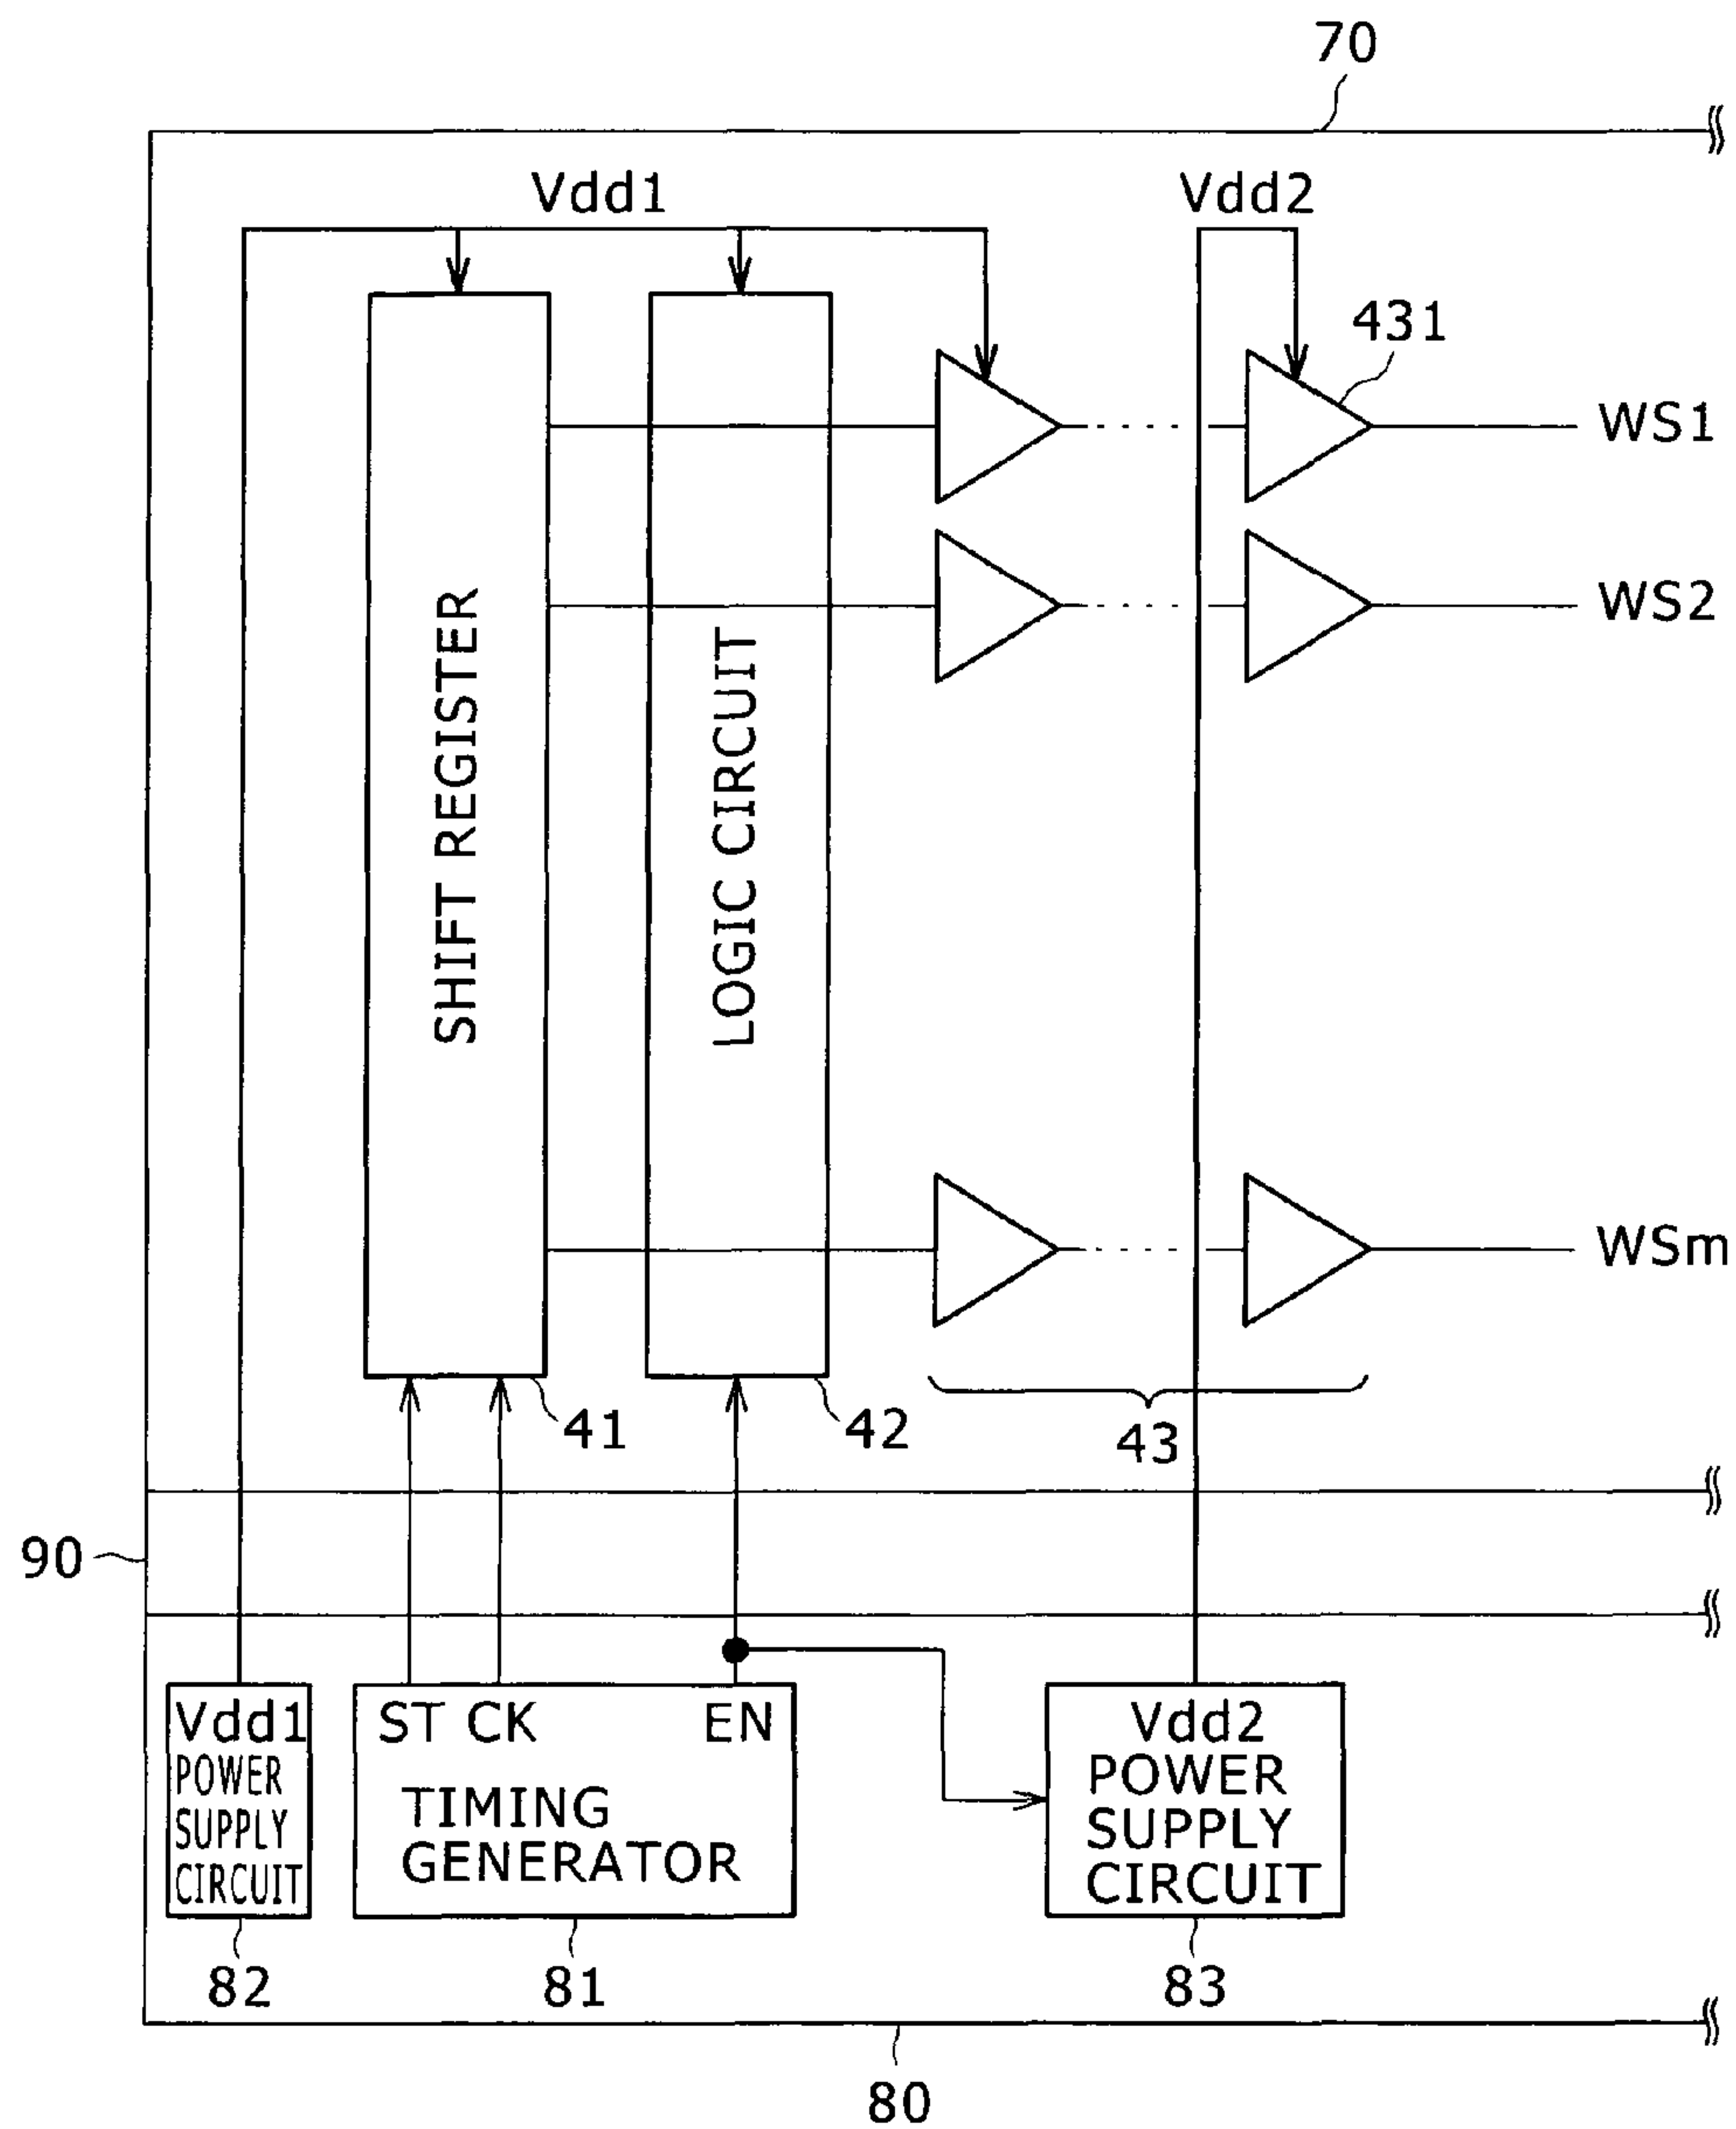 70
Vdd1
Vdd2
431
WS1
WS2
SHIFT REGISTER
LOGIC CIRCUIT
WSm
41
42
43
90
Vdd1
POWER
SUPPLY
CIRCUIT
ST CK EN
TIMING
GENERATOR
Vdd2
POWER
SUPPLY
CIRCUIT
82
81
83
80